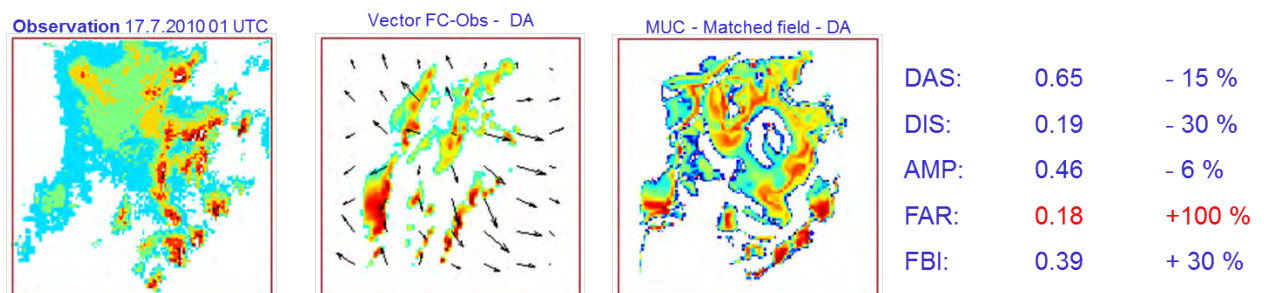 Observation 17.7.2010 01 UTC
Vector FC-Obs - DA
MUC - Matched field - DA
DAS: 0.65 - 15 %
DIS: 0.19 - 30 %
AMP: 0.46 - 6 %
FAR: 0.18 +100 %
FBI: 0.39 + 30 %